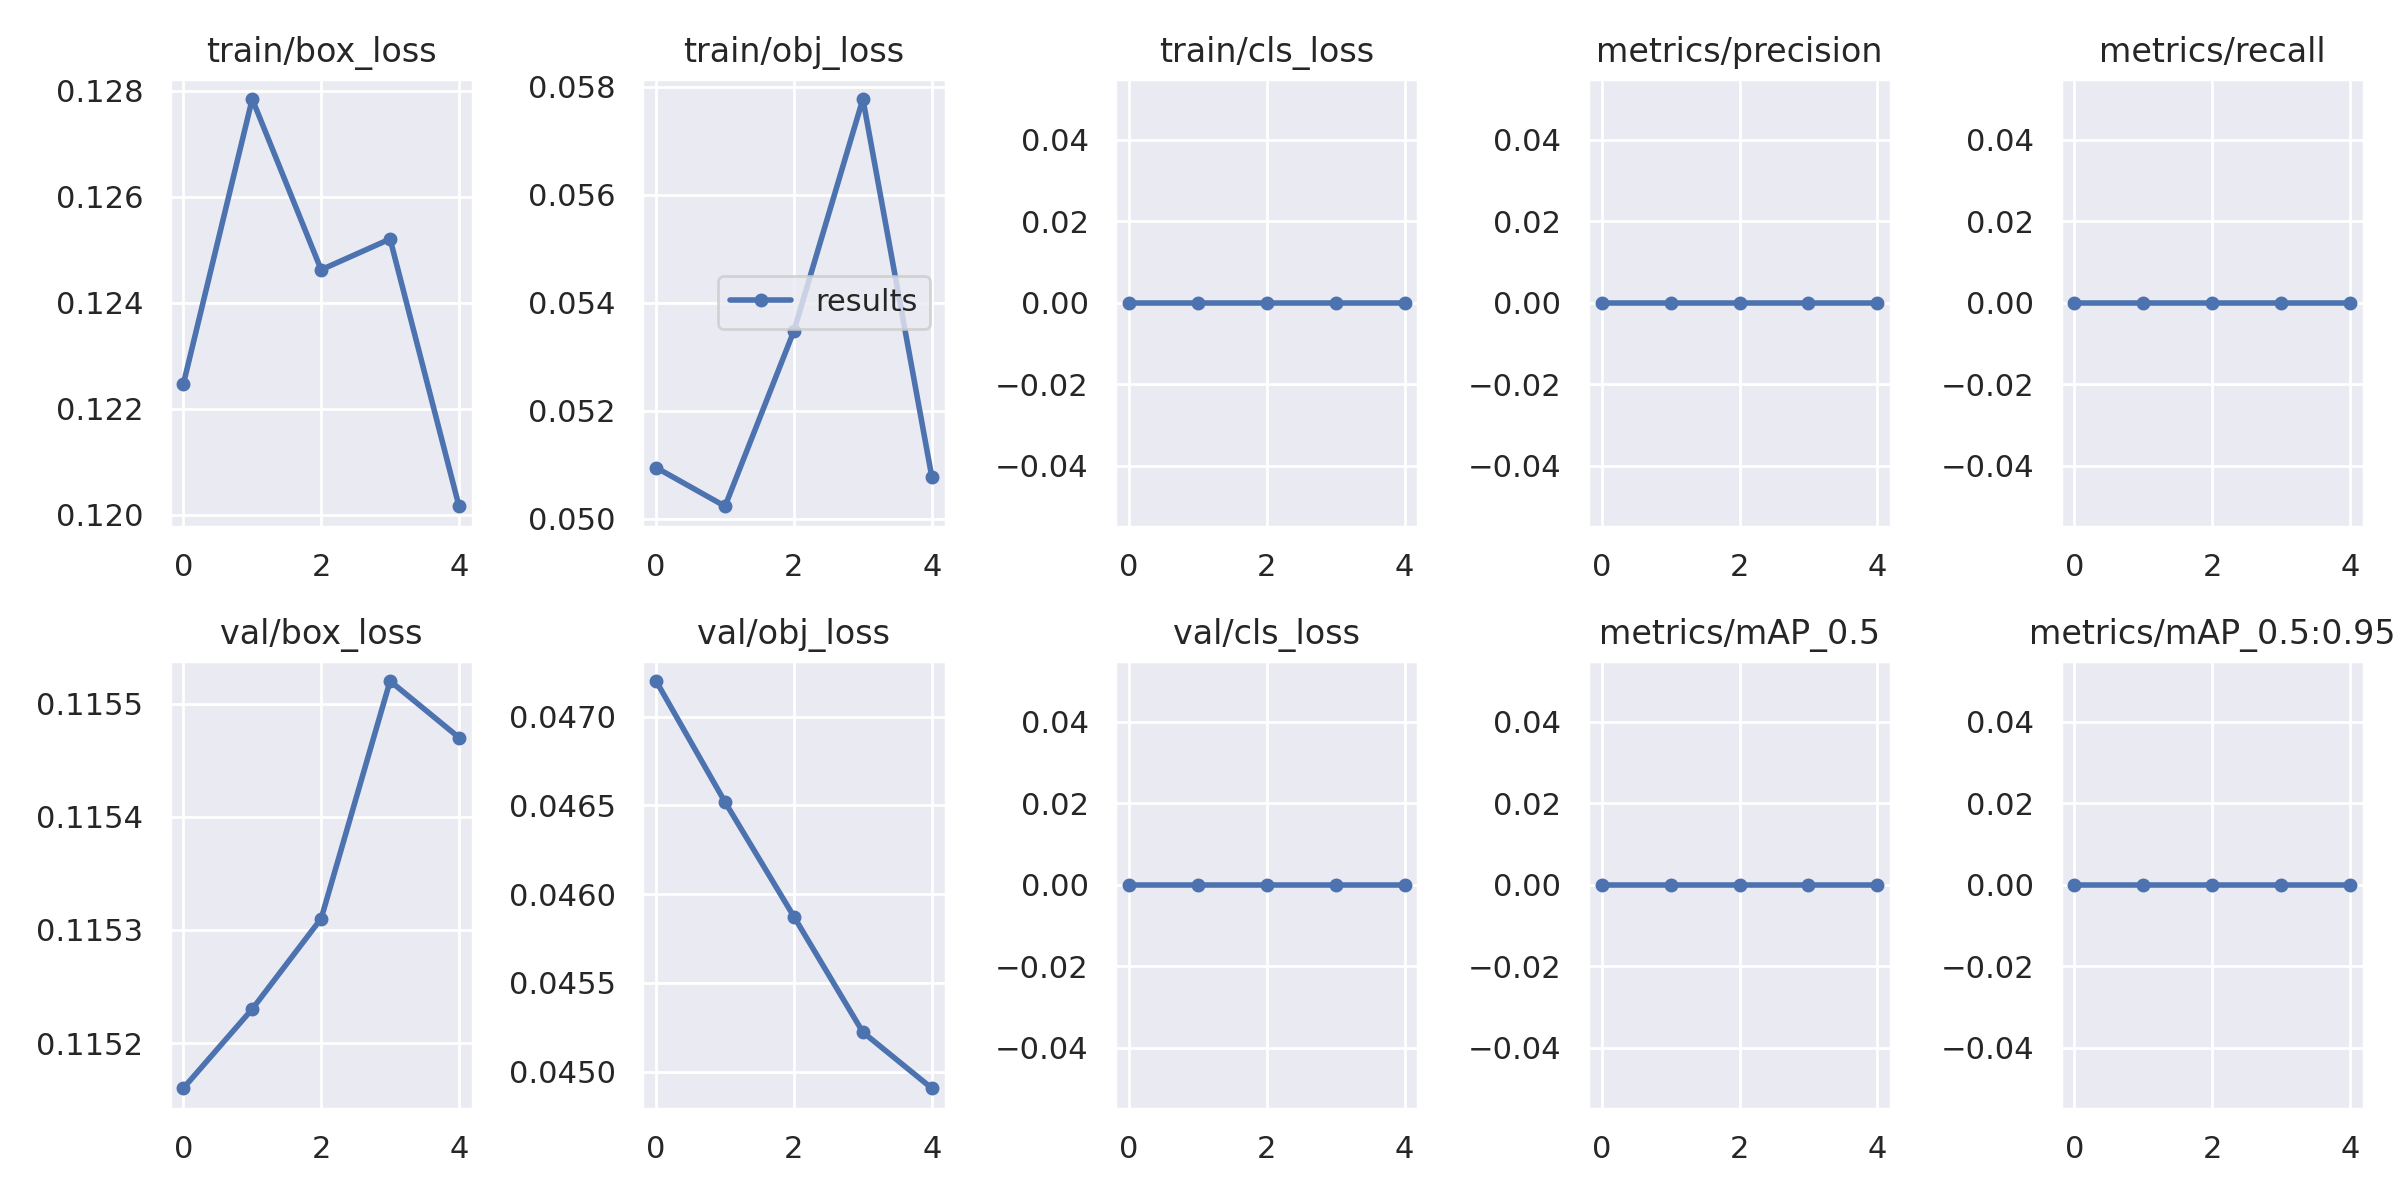 train/box_loss
0.128
0.126
0.124
0.122
0.120
0 2 4
train/obj_loss
0.058
0.056
0.054
0.052
0.050
results
0 2 4
train/cls_loss
0.04
0.02
0.00
−0.02
−0.04
0 2 4
metrics/precision
0.04
0.02
0.00
−0.02
−0.04
0 2 4
metrics/recall
0.04
0.02
0.00
−0.02
−0.04
0 2 4
val/box_loss
0.1155
0.1154
0.1153
0.1152
0 2 4
val/obj_loss
0.0470
0.0465
0.0460
0.0455
0.0450
0 2 4
val/cls_loss
0.04
0.02
0.00
−0.02
−0.04
0 2 4
metrics/mAP_0.5
0.04
0.02
0.00
−0.02
−0.04
0 2 4
metrics/mAP_0.5:0.95
0.04
0.02
0.00
−0.02
−0.04
0 2 4